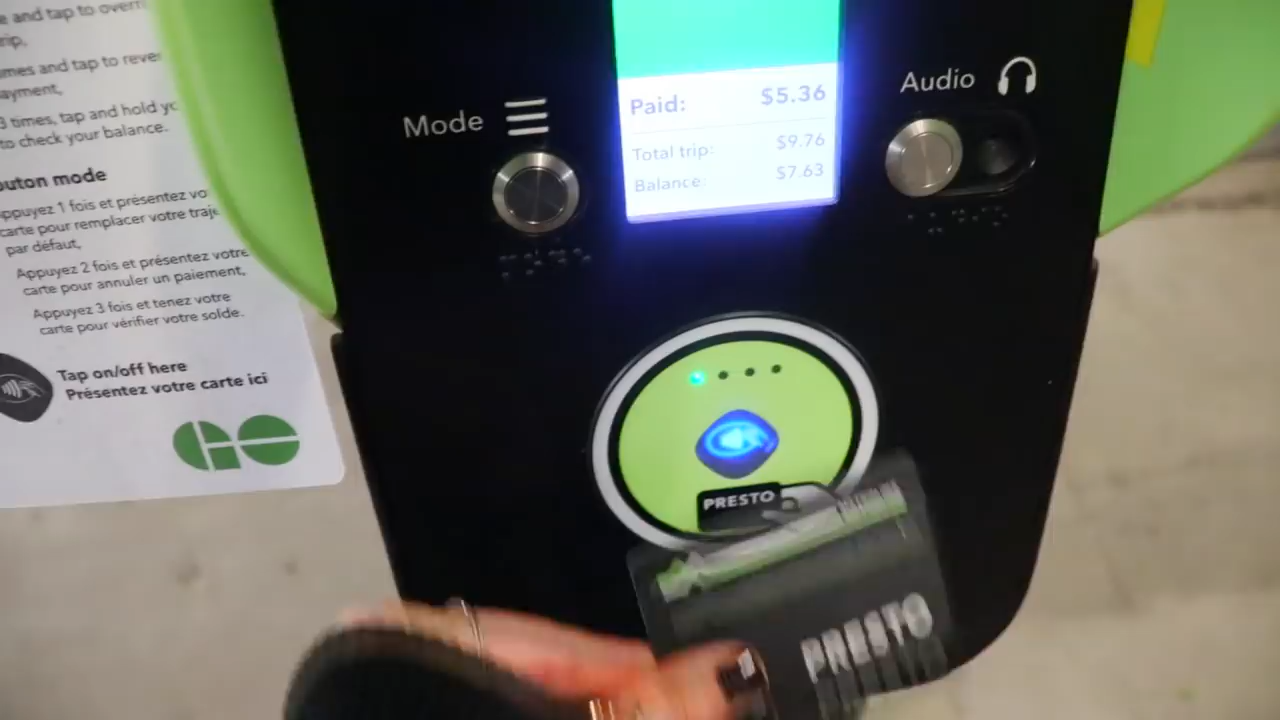 e and tap to overri
rip,
mes and tap to rever
ayment,
3 times, tap and hold yo
to check your balance.
outon mode
ppuyez 1 fois et présentez vo
carte pour remplacer votre traje
par défaut,
Appuyez 2 fois et présentez votre
carte pour annuler un paiement,
Appuyez 3 fois et tenez votre
carte pour vérifier votre solde.
Tap on/off here
Présentez votre carte ici
GO
Mode
Paid: $5.36
Total trip: $9.76
Balance: $7.63
Audio
PRESTO
PRESTO